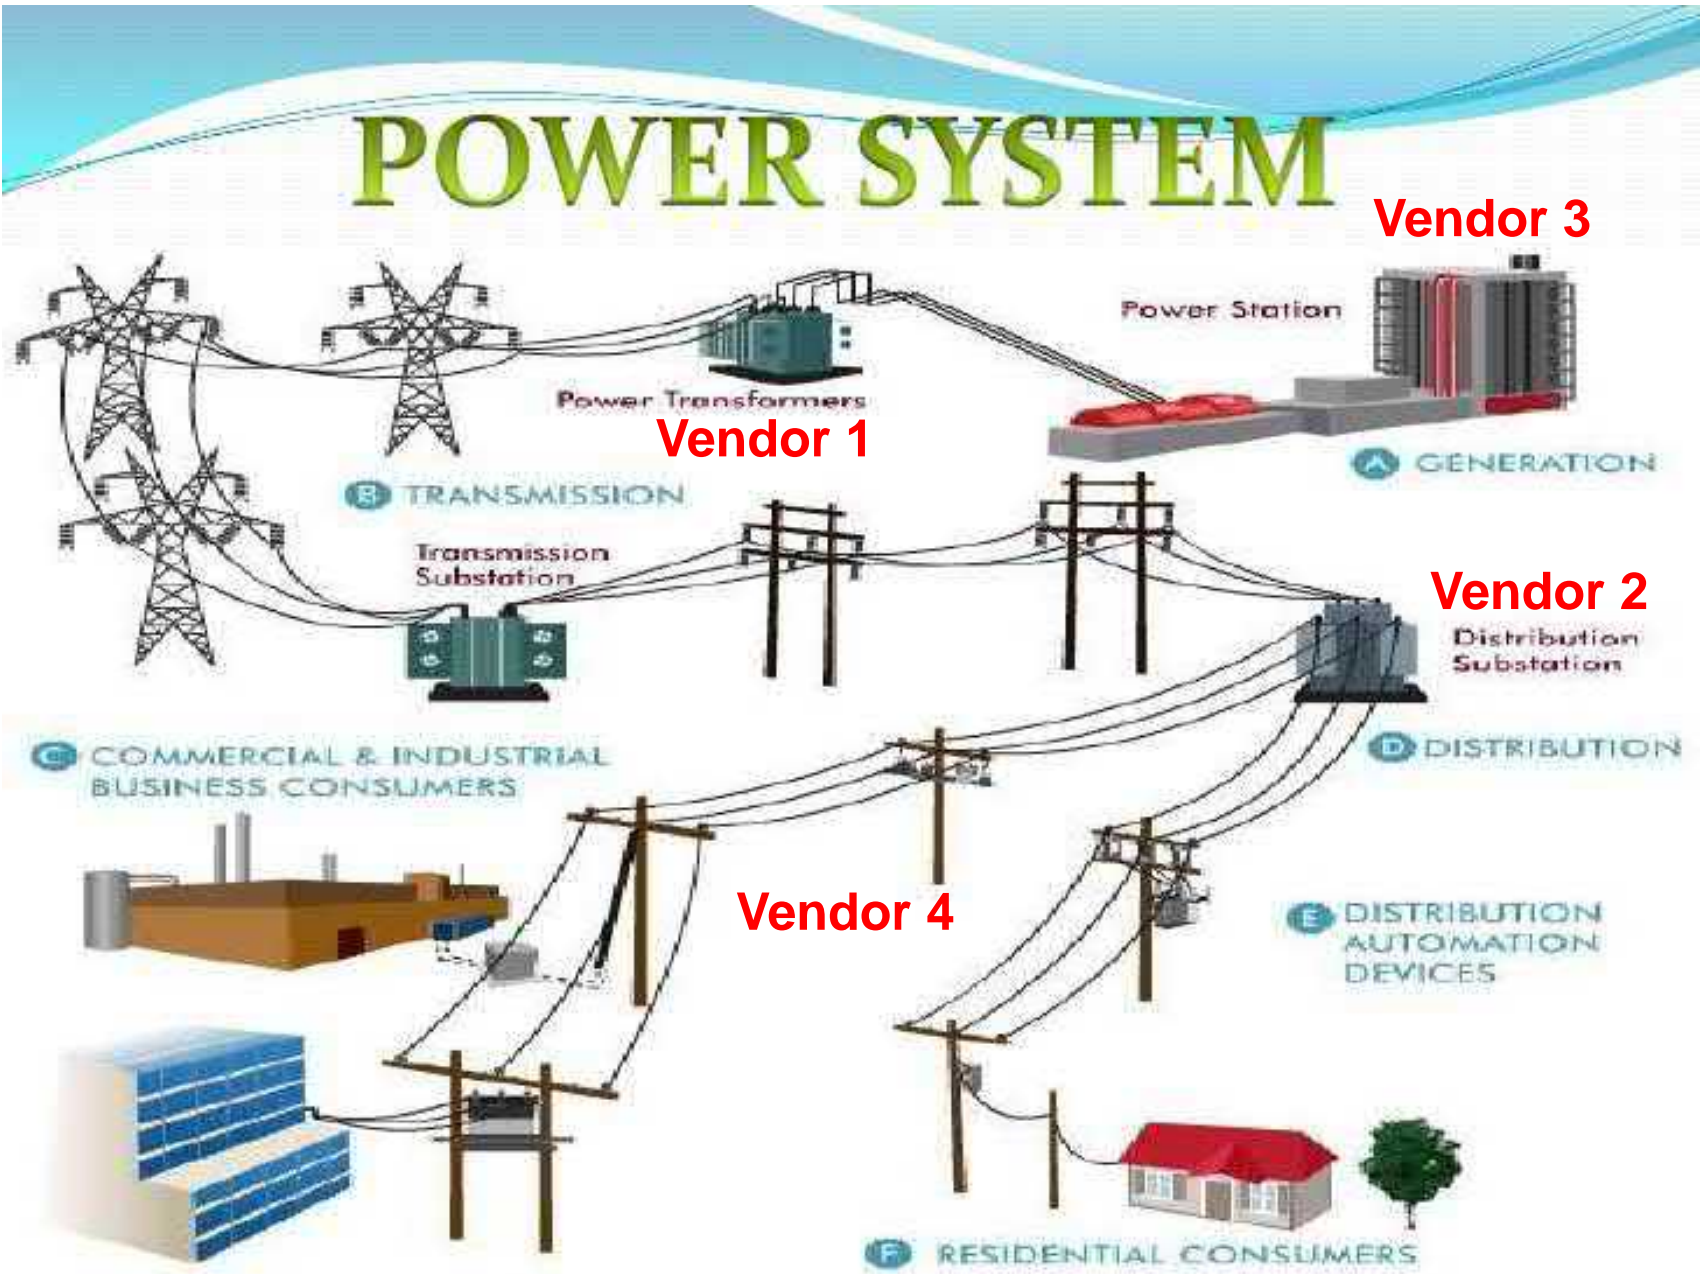 POWER SYSTEM
Vendor 3
Power Station
Power Transformers
Vendor 1
A GENERATION
B TRANSMISSION
Transmission
Substation
Vendor 2
Distribution
Substation
C COMMERCIAL & INDUSTRIAL
BUSINESS CONSUMERS
D DISTRIBUTION
Vendor 4
E DISTRIBUTION
AUTOMATION
DEVICES
F RESIDENTIAL CONSUMERS